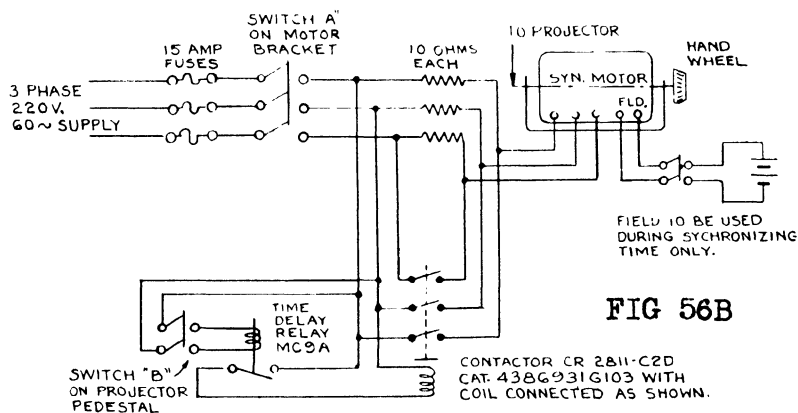 SWITCH A"
ON MOTOR
BRACKET
15 AMP
FUSES
10 OHMS
EACH
3 PHASE
220V.
60~ SUPPLY
TO PROJECTOR
SYN. MOTOR
FLD.
HAND
WHEEL
FIELD TO BE USED
DURING SYCHRONIZING
TIME ONLY.
FIG 56B
TIME
DELAY
RELAY
MC9A
SWITCH "B"
ON PROJECTOR
PEDESTAL
CONTACTOR CR 2811-C2D
CAT. 4386931G103 WITH
COIL CONNECTED AS SHOWN.